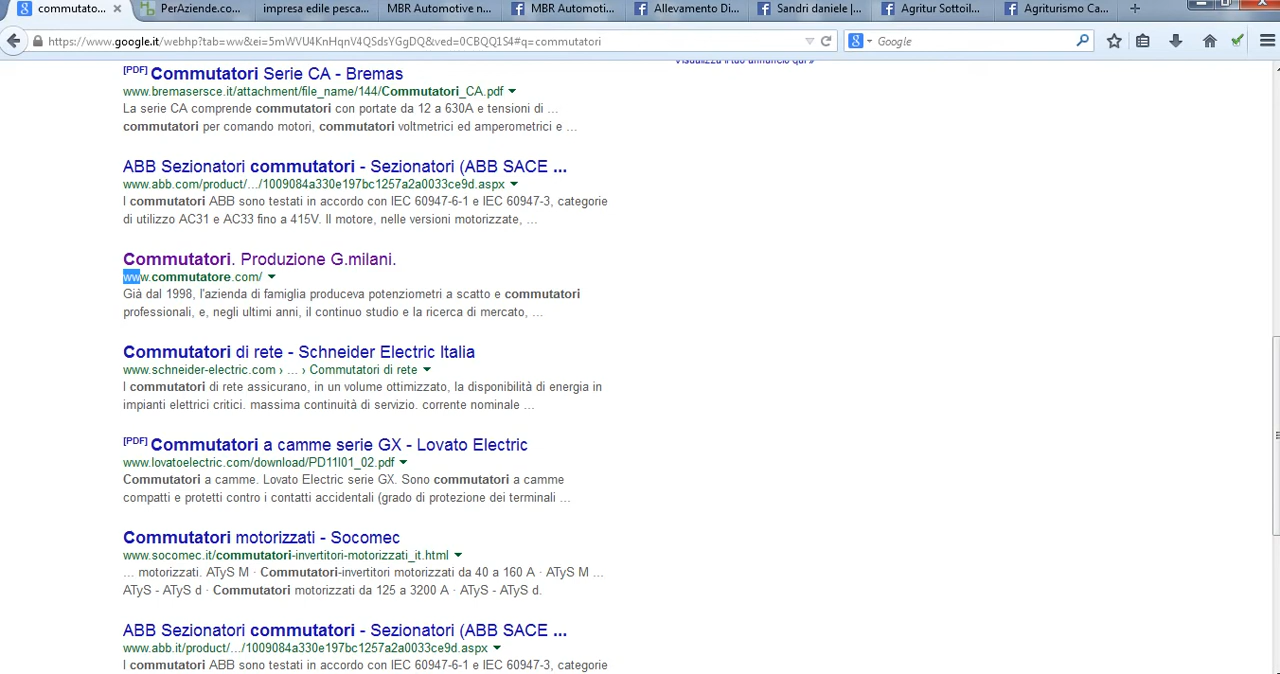 commutato...
PerAziende.co...
impresa edile pesca...
MBR Automotive n...
MBR Automoti...
Allevamento Di...
Sandri daniele |...
Agritur Sottoil...
Agriturismo Ca...
https://www.google.it/webhp?tab=ww&ei=5mWVU4KnHqnV4QSdsYGgDQ&ved=0CBQQ1S4#q=commutatori
Google
Visualizza il tuo annuncio qui »
[PDF] Commutatori Serie CA - Bremas
www.bremasersce.it/attachment/file_name/144/Commutatori_CA.pdf
La serie CA comprende commutatori con portate da 12 a 630A e tensioni di ...
commutatori per comando motori, commutatori voltmetrici ed amperometrici e ...
ABB Sezionatori commutatori - Sezionatori (ABB SACE ...
www.abb.com/product/.../1009084a330e197bc1257a2a0033ce9d.aspx
I commutatori ABB sono testati in accordo con IEC 60947-6-1 e IEC 60947-3, categorie
di utilizzo AC31 e AC33 fino a 415V. Il motore, nelle versioni motorizzate, ...
Commutatori. Produzione G.milani.
www.commutatore.com/
Già dal 1998, l'azienda di famiglia produceva potenziometri a scatto e commutatori
professionali, e, negli ultimi anni, il continuo studio e la ricerca di mercato, ...
Commutatori di rete - Schneider Electric Italia
www.schneider-electric.com › ... › Commutatori di rete
I commutatori di rete assicurano, in un volume ottimizzato, la disponibilità di energia in
impianti elettrici critici. massima continuità di servizio. corrente nominale ...
[PDF] Commutatori a camme serie GX - Lovato Electric
www.lovatoelectric.com/download/PD11I01_02.pdf
Commutatori a camme. Lovato Electric serie GX. Sono commutatori a camme
compatti e protetti contro i contatti accidentali (grado di protezione dei terminali ...
Commutatori motorizzati - Socomec
www.socomec.it/commutatori-invertitori-motorizzati_it.html
... motorizzati. ATyS M · Commutatori-invertitori motorizzati da 40 a 160 A · ATyS M ...
ATyS - ATyS d · Commutatori motorizzati da 125 a 3200 A · ATyS - ATyS d.
ABB Sezionatori commutatori - Sezionatori (ABB SACE ...
www.abb.it/product/.../1009084a330e197bc1257a2a0033ce9d.aspx
I commutatori ABB sono testati in accordo con IEC 60947-6-1 e IEC 60947-3, categorie